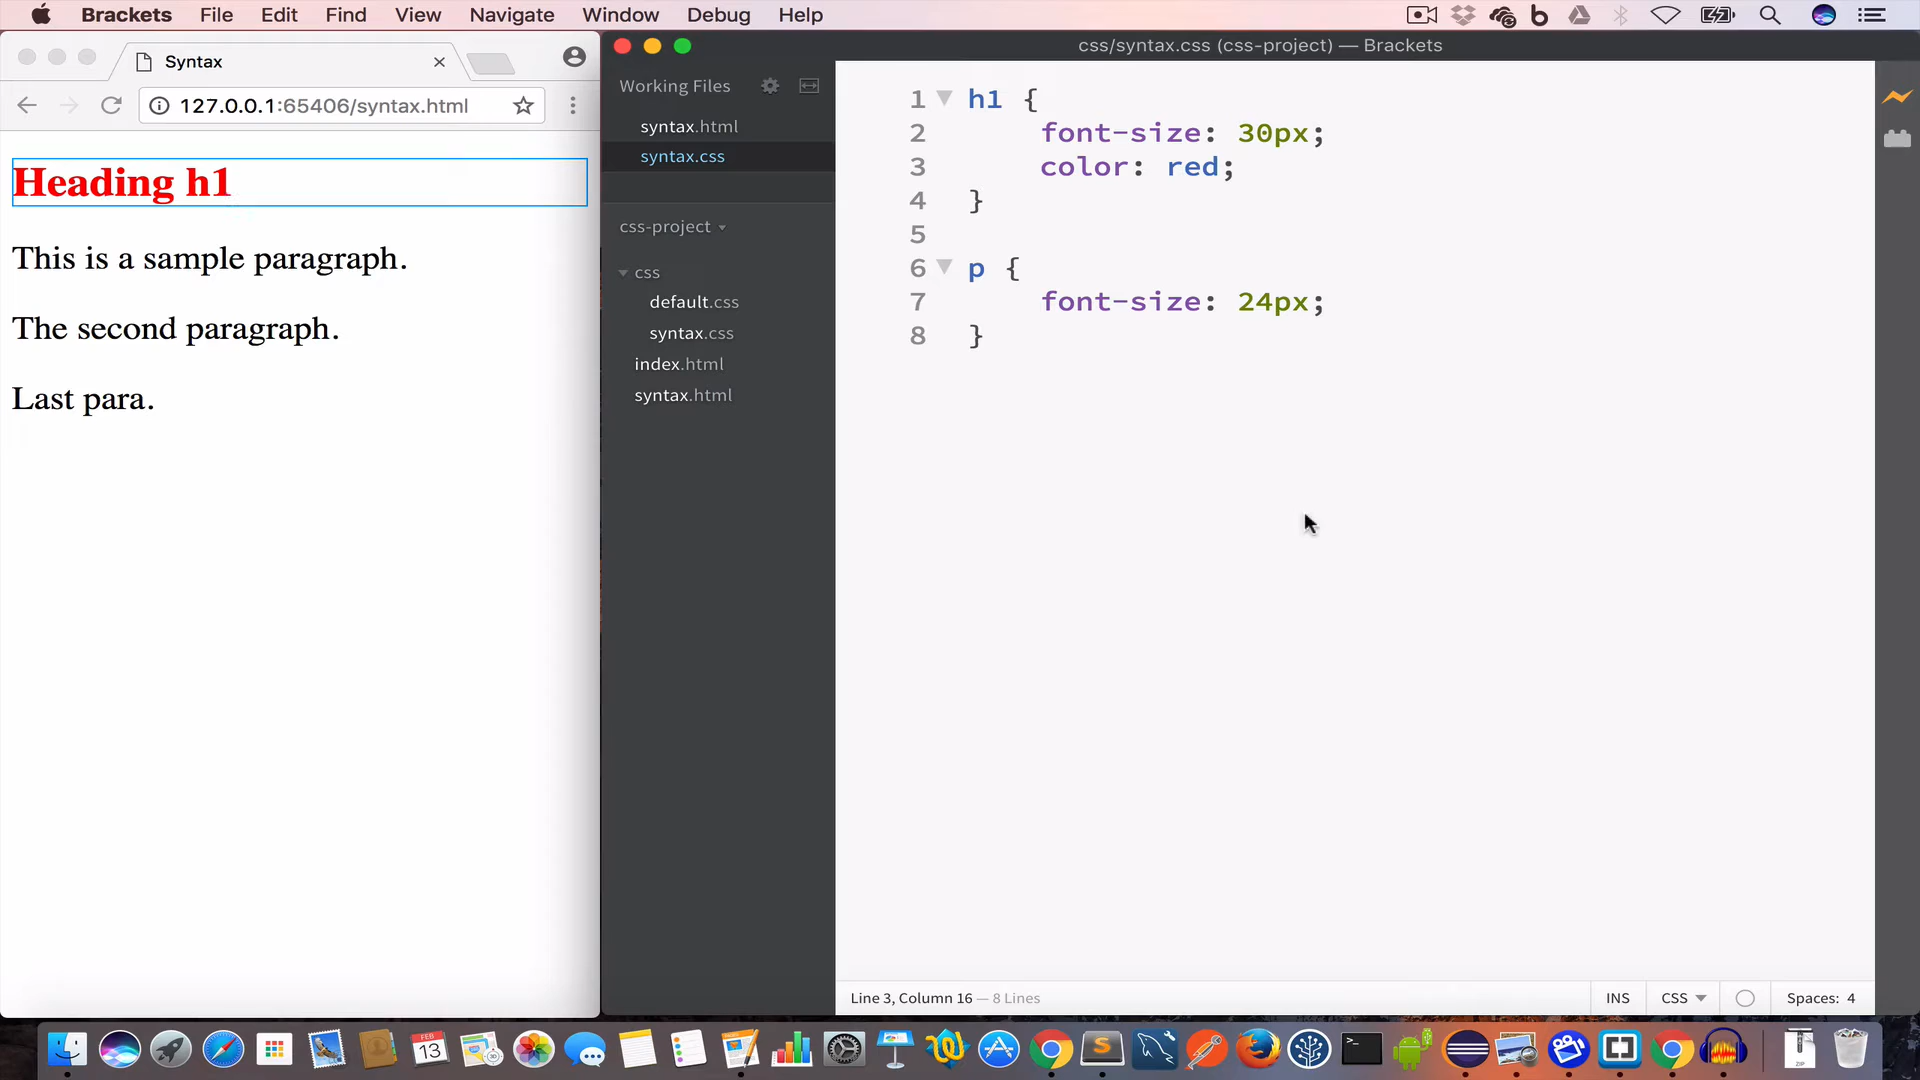 Brackets File Edit Find View Navigate Window Debug Help
Syntax
127.0.0.1:65406/syntax.html
Heading h1
This is a sample paragraph.
The second paragraph.
Last para.
css/syntax.css (css-project) — Brackets
Working Files
syntax.html
syntax.css
css-project
css
default.css
syntax.css
index.html
syntax.html
1 h1 {
2 font-size: 30px;
3 color: red;
4 }
5
6 p {
7 font-size: 24px;
8 }
Line 3, Column 16 — 8 Lines
INS CSS Spaces: 4
FEB
13
ZIP